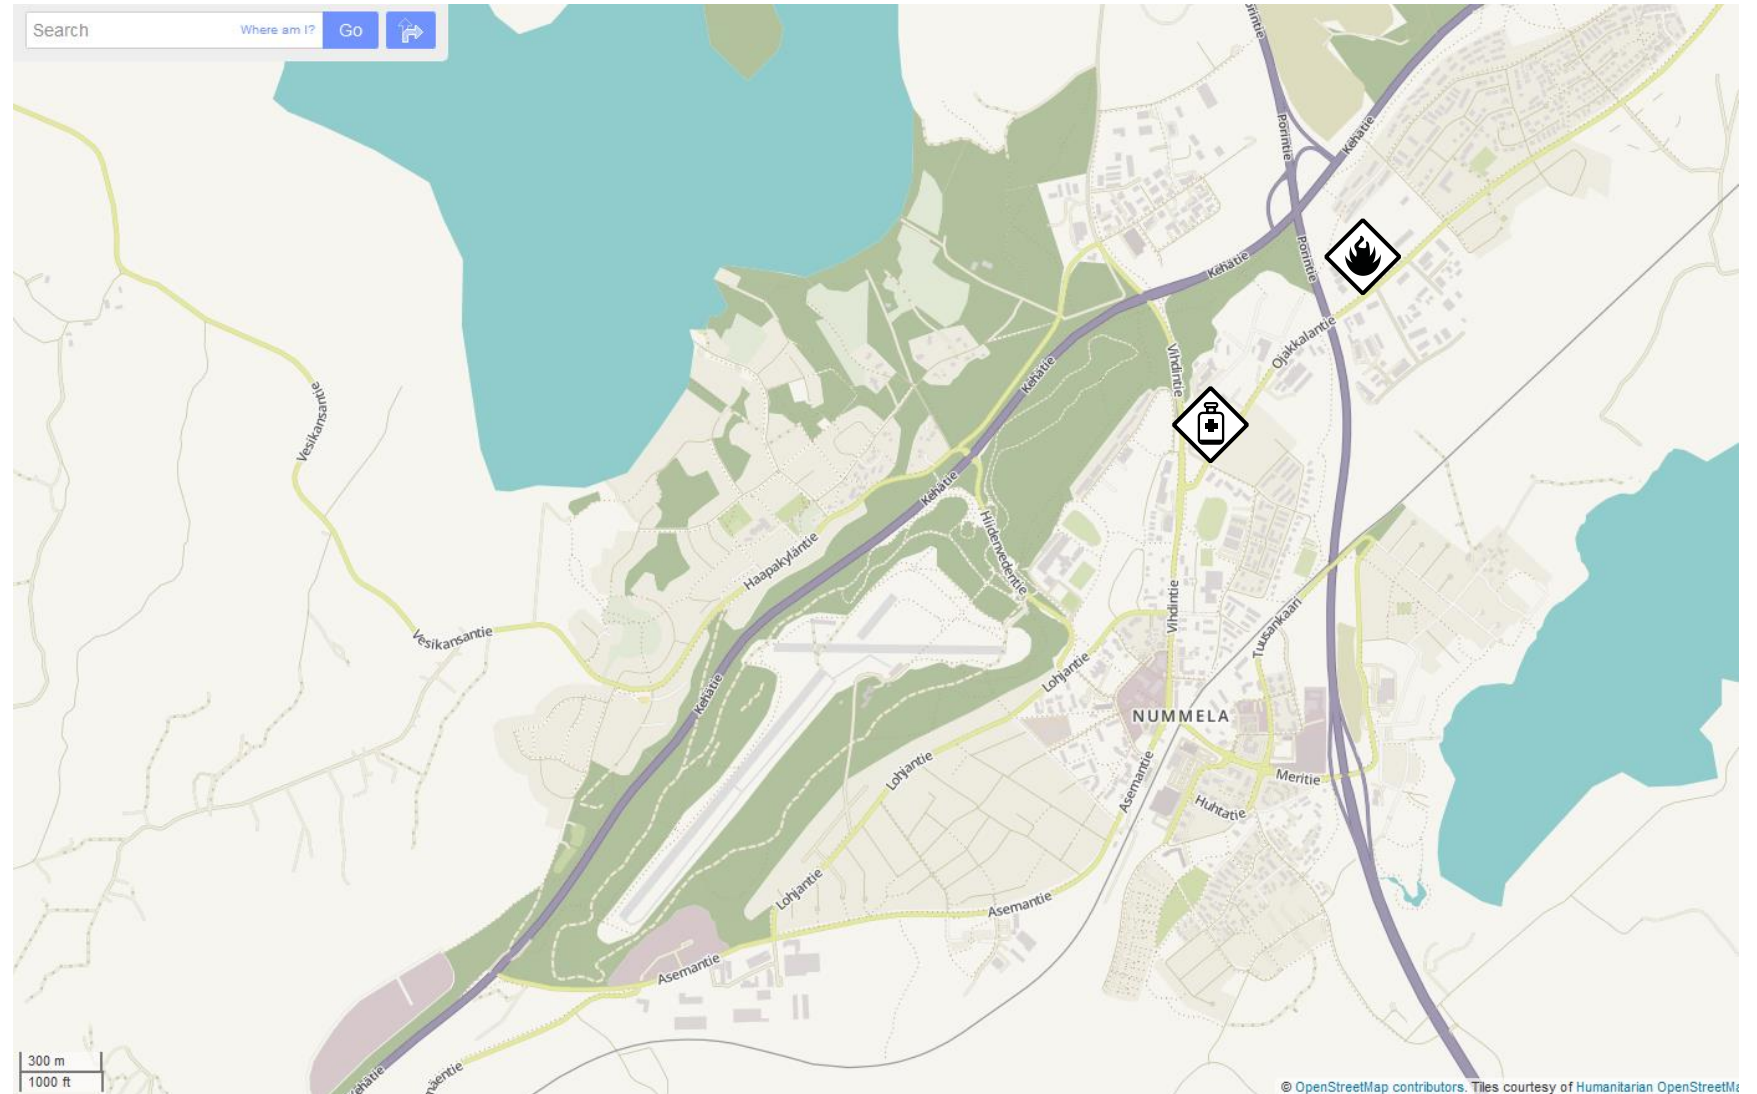 Search
Where am I?
Go
Porintie
Kehätie
Porintie
Porintie
Kehätie
Ojakkalantie
Vihdintie
Kehätie
Vesikansantie
Kehätie
Hiidenvedentie
Haapakyläntie
Vihdintie
Tuusankaari
Vesikansantie
Lohjantie
Kehätie
NUMMELA
Lohjantie
Asemantie
Meritie
Huhtatie
Lohjantie
Asemantie
Asemantie
300 m
1000 ft
Kehätie
© OpenStreetMap contributors. Tiles courtesy of Humanitarian OpenStreetMa